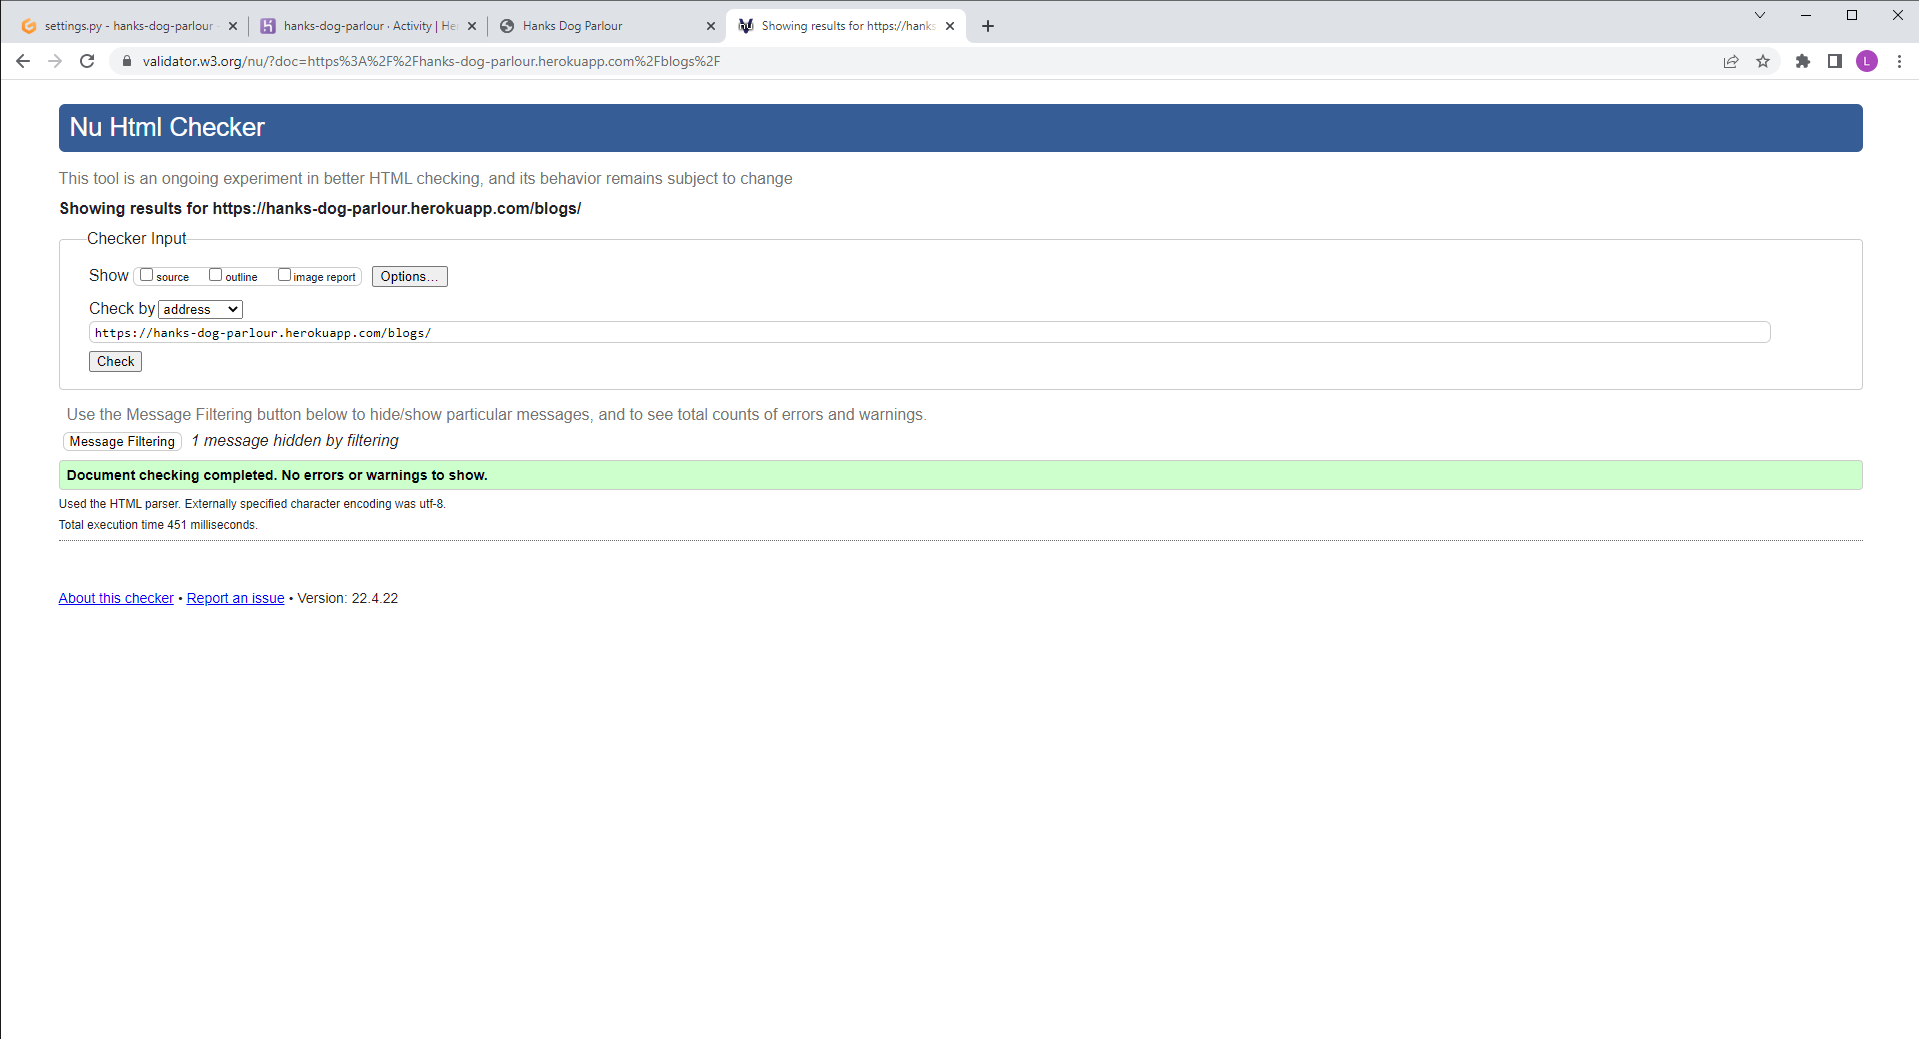 settings.py - hanks-dog-parlour
hanks-dog-parlour · Activity | He
Hanks Dog Parlour
Showing results for https://hanks
validator.w3.org/nu/?doc=https%3A%2F%2Fhanks-dog-parlour.herokuapp.com%2Fblogs%2F
L
Nu Html Checker
This tool is an ongoing experiment in better HTML checking, and its behavior remains subject to change
Showing results for https://hanks-dog-parlour.herokuapp.com/blogs/
Checker Input
Show source outline image report Options...
Check by address
https://hanks-dog-parlour.herokuapp.com/blogs/
Check
Use the Message Filtering button below to hide/show particular messages, and to see total counts of errors and warnings.
Message Filtering 1 message hidden by filtering
Document checking completed. No errors or warnings to show.
Used the HTML parser. Externally specified character encoding was utf-8.
Total execution time 451 milliseconds.
About this checker • Report an issue • Version: 22.4.22